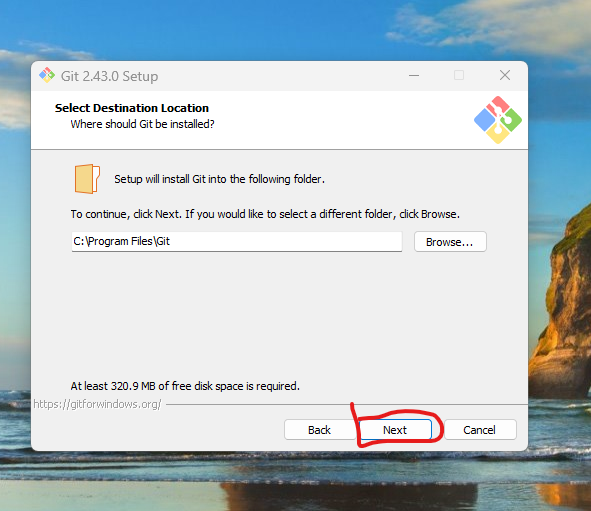 Git 2.43.0 Setup
Select Destination Location
Where should Git be installed?
Setup will install Git into the following folder.
To continue, click Next. If you would like to select a different folder, click Browse.
C:\Program Files\Git
Browse...
At least 320.9 MB of free disk space is required.
https://gitforwindows.org/
Back
Next
Cancel